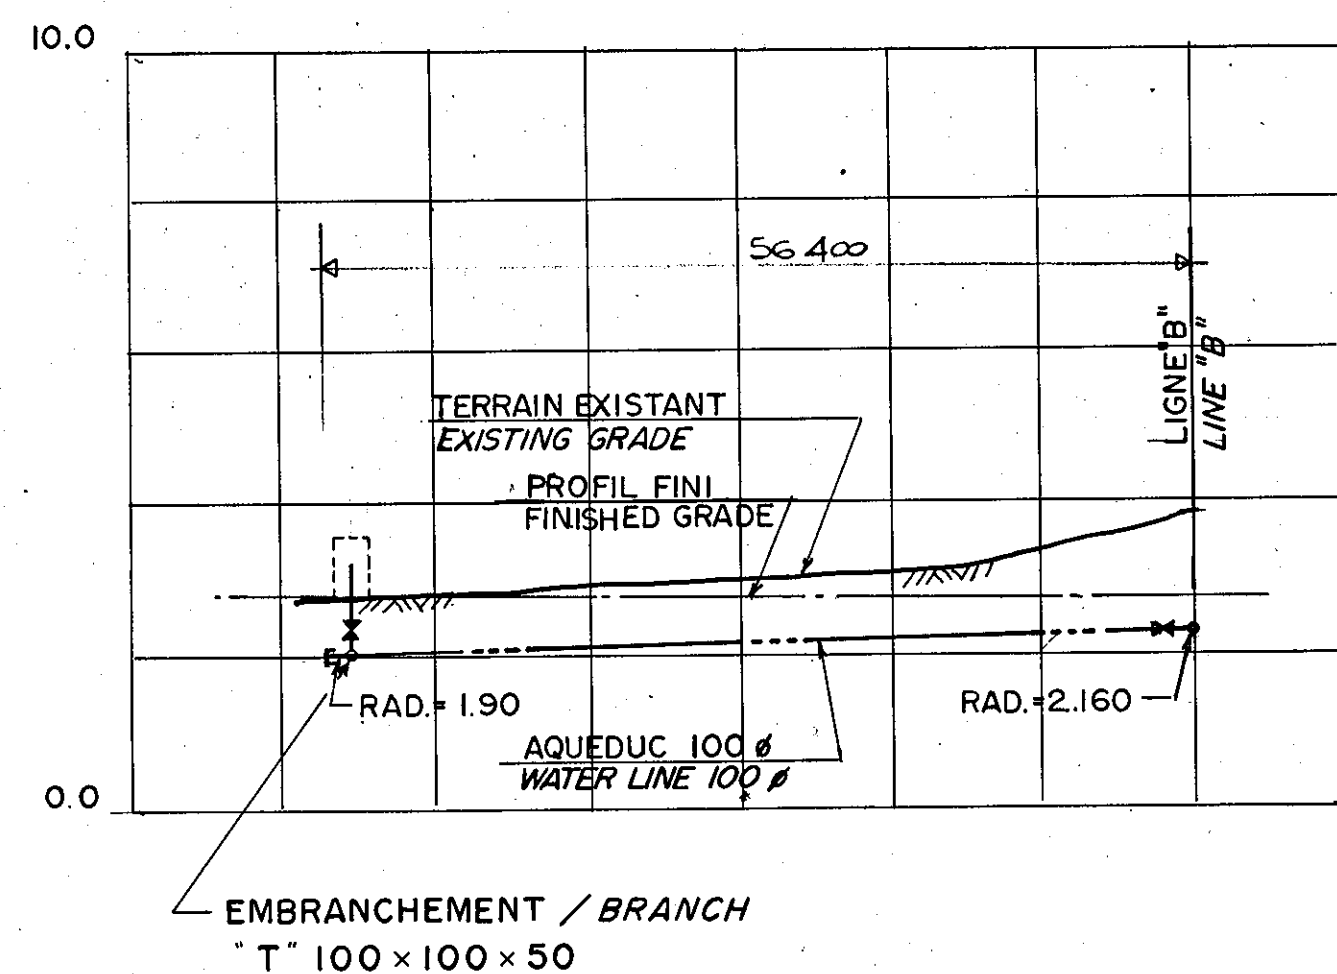 10.0
56 400
LIGNE "B"
LINE "B"
TERRAIN EXISTANT
EXISTING GRADE
PROFIL FINI
FINISHED GRADE
RAD.= 1.90
RAD.=2.160
AQUEDUC 100 ø
WATER LINE 100 ø
0.0
EMBRANCHEMENT / BRANCH
"T" 100 × 100 × 50